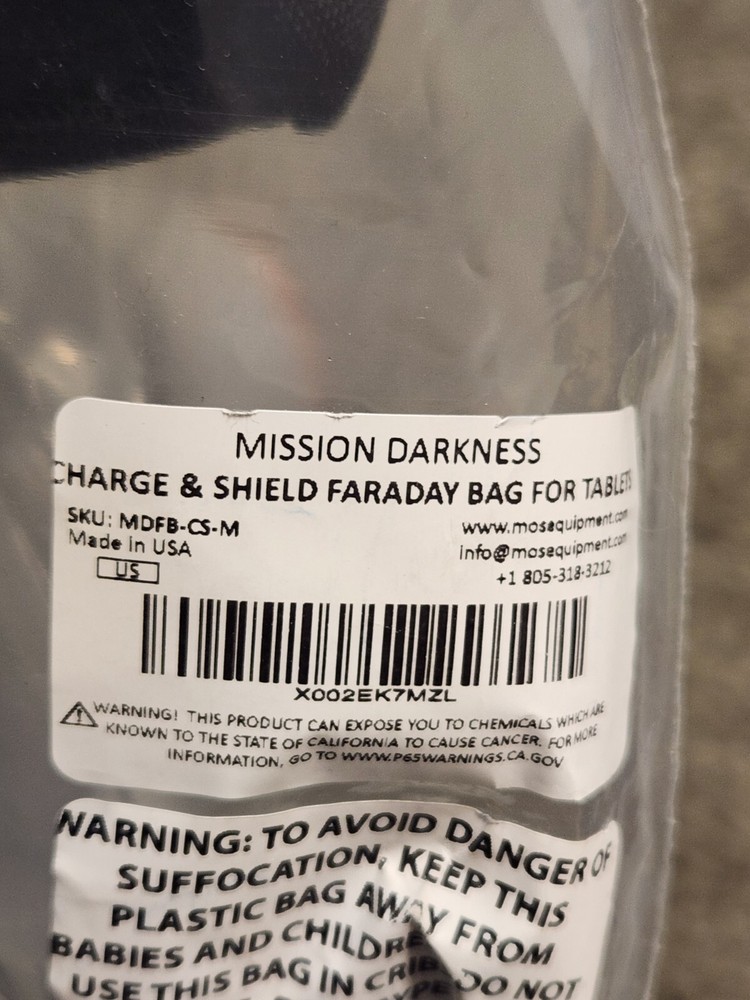 MISSION DARKNESS
CHARGE & SHIELD FARADAY BAG FOR TABLETS
SKU: MDFB-CS-M
Made in USA
US
www.mosequipment.com
info@mosequipment.com
+1 805-318-3212
X002EK7MZL
WARNING! THIS PRODUCT CAN EXPOSE YOU TO CHEMICALS WHICH ARE
KNOWN TO THE STATE OF CALIFORNIA TO CAUSE CANCER. FOR MORE
INFORMATION, GO TO WWW.P65WARNINGS.CA.GOV
WARNING: TO AVOID DANGER OF
SUFFOCATION, KEEP THIS
PLASTIC BAG AWAY FROM
BABIES AND CHILDRE
USE THIS BAG IN CRIB DO NOT